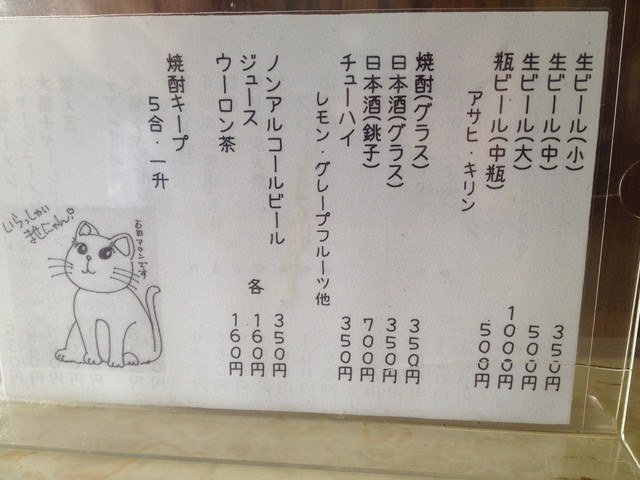 生ビール(小) 350円
生ビール(中) 500円
生ビール(大) 1000円
瓶ビール(中瓶) 500円
アサヒ・キリン
焼酎(グラス) 350円
日本酒(グラス) 350円
日本酒(銚子) 700円
チューハイ 350円
レモン・グレープフルーツ他
ノンアルコールビール 350円
ジュース 各 160円
ウーロン茶 160円
焼酎キープ
5合・一升
石田マロンです
いらっしゃい
ませにゃん。